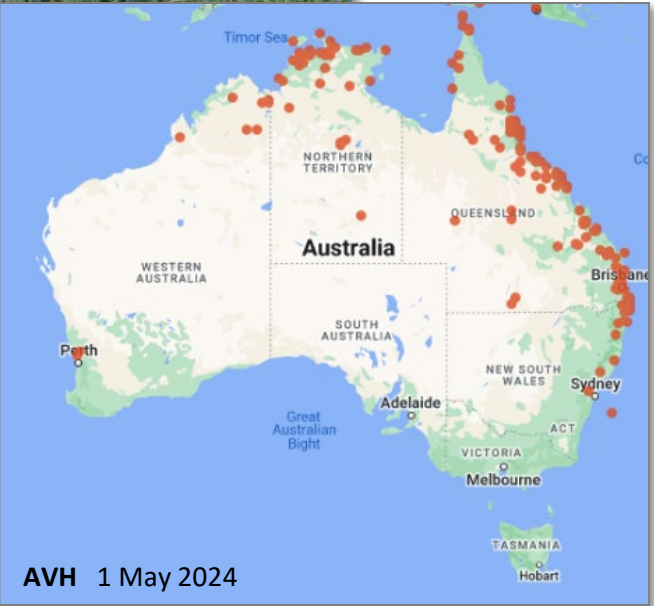 Timor Sea
Co
NORTHERN
TERRITORY
QUEENSLAND
Australia
WESTERN
AUSTRALIA
Brisbane
SOUTH
AUSTRALIA
Perth
NEW SOUTH
WALES
Sydney
Adelaide
Great
Australian
Bight
ACT
VICTORIA
Melbourne
TASMANIA
Hobart
AVH 1 May 2024